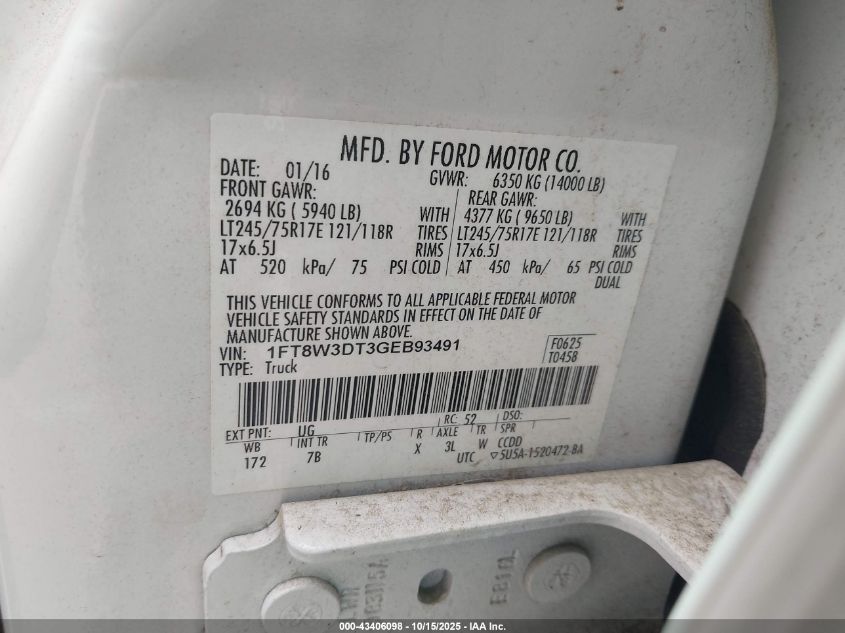 MFD. BY FORD MOTOR CO.
DATE: 01/16 GVWR: 6350 KG (14000 LB)
FRONT GAWR: REAR GAWR:
2694 KG ( 5940 LB) WITH 4377 KG ( 9650 LB) WITH
LT245/75R17E 121/118R TIRES LT245/75R17E 121/118R TIRES
17x6.5J RIMS 17x6.5J RIMS
AT 520 kPa/ 75 PSI COLD AT 450 kPa/ 65 PSI COLD
DUAL
THIS VEHICLE CONFORMS TO ALL APPLICABLE FEDERAL MOTOR
VEHICLE SAFETY STANDARDS IN EFFECT ON THE DATE OF
MANUFACTURE SHOWN ABOVE.
VIN: 1FT8W3DT3GEB93491 F0625
TYPE: Truck T0458
EXT PNT: UG RC: 52 DSO:
WB INT TR TP/PS R AXLE TR SPR
172 7B X 3L W CCDD
UTC ▽5U5A-1520472-BA
000-43406098 - 10/15/2025 - IAA Inc.